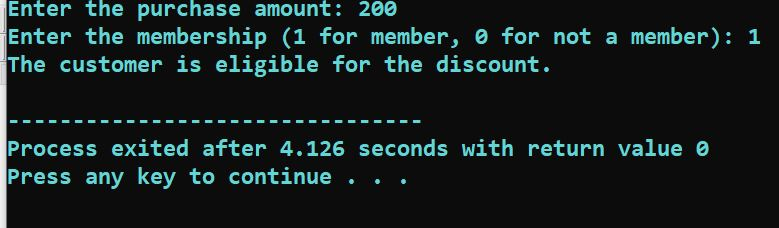 Enter the purchase amount: 200
Enter the membership (1 for member, 0 for not a member): 1
The customer is eligible for the discount.
--------------------------------
Process exited after 4.126 seconds with return value 0
Press any key to continue . . .